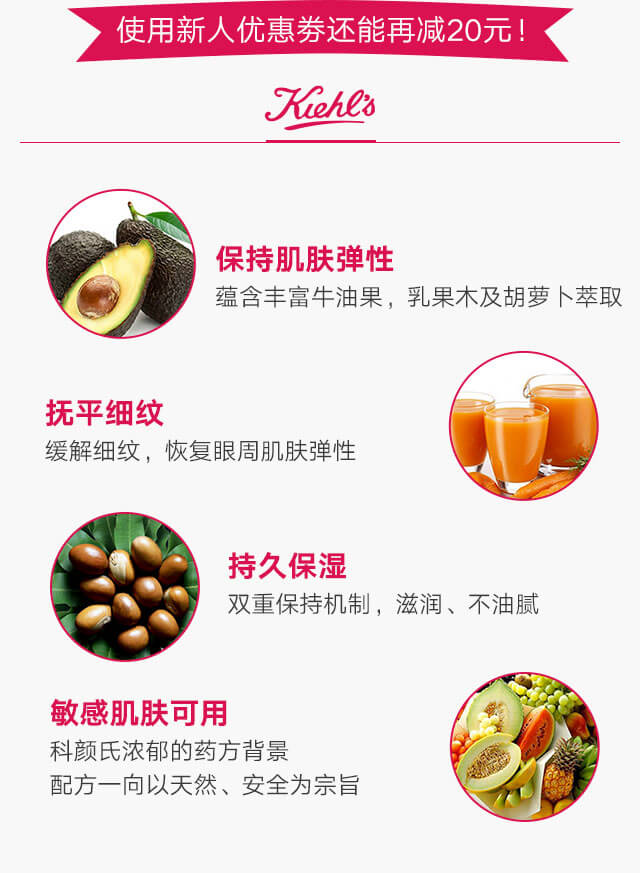 使用新人优惠券还能再减20元！
Kiehl's
保持肌肤弹性
蕴含丰富牛油果，乳果木及胡萝卜萃取
抚平细纹
缓解细纹，恢复眼周肌肤弹性
持久保湿
双重保持机制，滋润、不油腻
敏感肌肤可用
科颜氏浓郁的药方背景
配方一向以天然、安全为宗旨